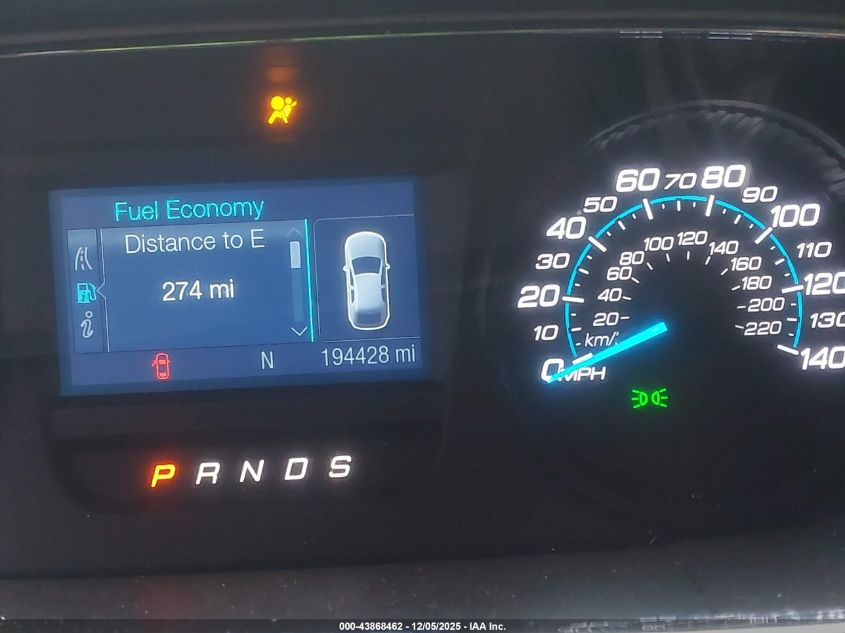 Fuel Economy
Distance to E
274 mi
N 194428 mi
P R N D S
0 10 20 30 40 50 60 70 80 90 100 110 120 130 140
MPH
20 40 60 80 100 120 140 160 180 200 220
km/
000-43868462 - 12/05/2025 - IAA Inc.